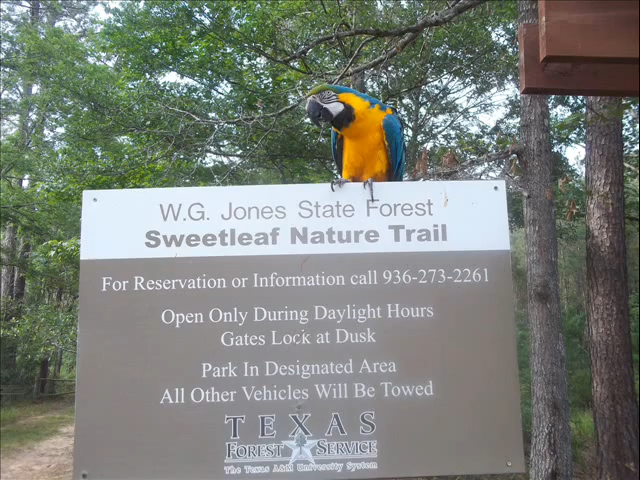 W.G. Jones State Forest
Sweetleaf Nature Trail
For Reservation or Information call 936-273-2261
Open Only During Daylight Hours
Gates Lock at Dusk
Park In Designated Area
All Other Vehicles Will Be Towed
TEXAS
FOREST SERVICE
The Texas A&M University System